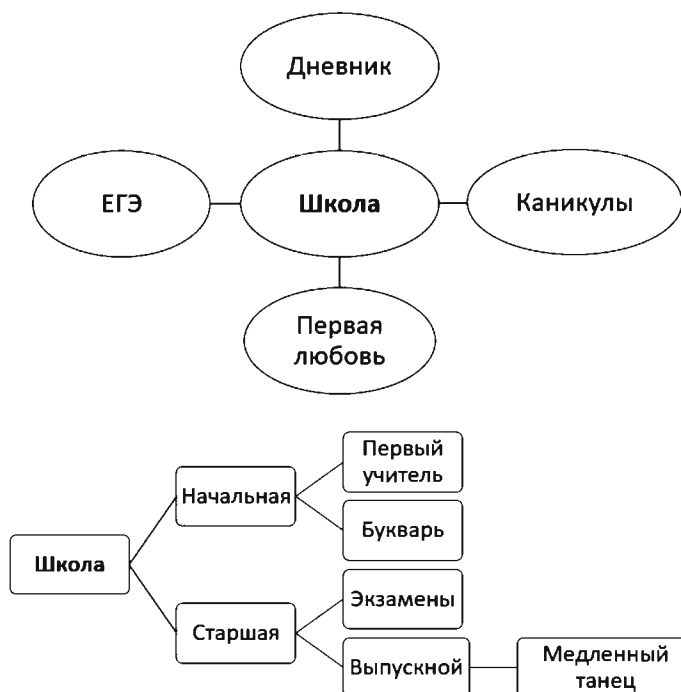 Дневник
ЕГЭ
Школа
Каникулы
Первая
любовь
Первый
учитель
Начальная
Букварь
Школа
Экзамены
Старшая
Выпускной
Медленный
танец